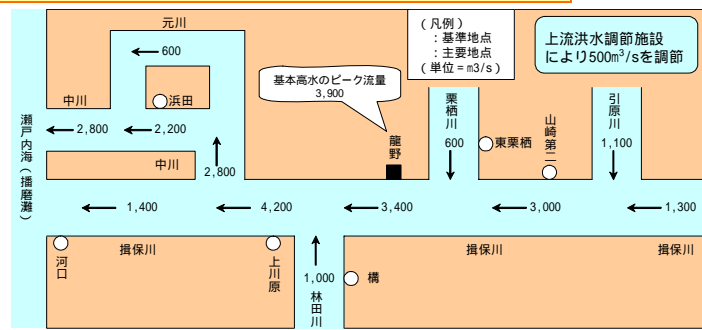 元川
600
中川
浜田
2,800
2,200
中川
2,800
瀬戸内海(播磨灘)
(凡例)
:基準地点
:主要地点
(単位=m3/s)
上流洪水調節施設
により500m³/sを調節
基本高水のピーク流量
3,900
龍野
栗栖川
600
東栗栖
山崎第二
引原川
1,100
1,400
4,200
3,400
3,000
1,300
河口
揖保川
上川原
1,000
林田川
構
揖保川
揖保川